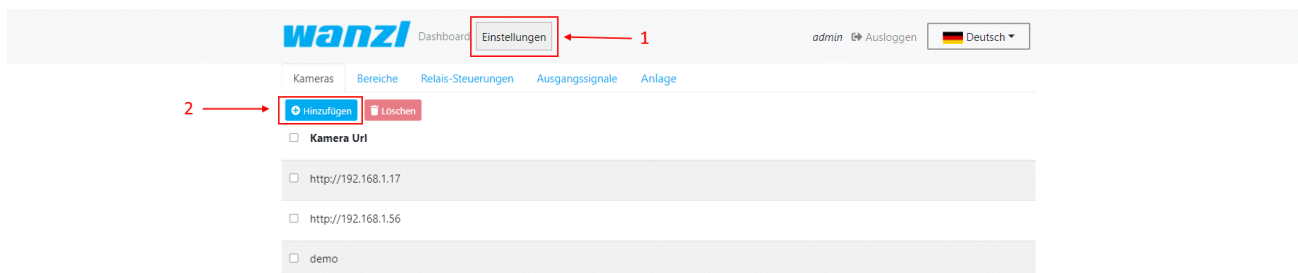 wanzl Dashboard Einstellungen 1 admin Ausloggen Deutsch
Kameras Bereiche Relais-Steuerungen Ausgangssignale Anlage
2 Hinzufügen Löschen
Kamera Url
http://192.168.1.17
http://192.168.1.56
demo